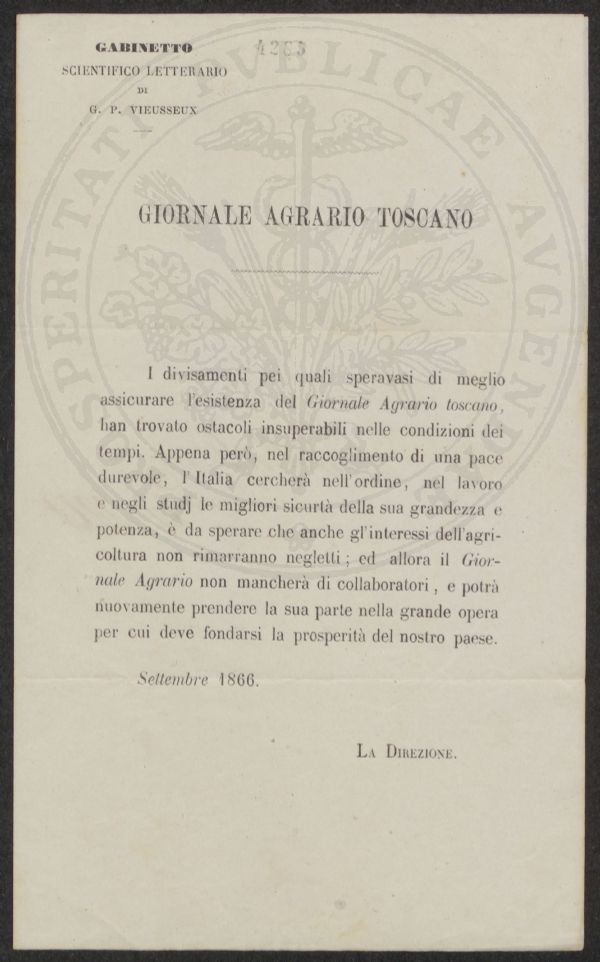 GABINETTO
SCIENTIFICO LETTERARIO
DI
G. P. VIEUSSEUX
GIORNALE AGRARIO TOSCANO
I divisamenti pei quali speravasi di meglio
assicurare l'esistenza del Giornale Agrario toscano,
han trovato ostacoli insuperabili nelle condizioni dei
tempi. Appena però, nel raccoglimento di una pace
durevole, l'Italia cercherà nell'ordine, nel lavoro
e negli studj le migliori sicurtà della sua grandezza e
potenza, è da sperare che anche gl'interessi dell'agri-
coltura non rimarranno negletti; ed allora il Gior-
nale Agrario non mancherà di collaboratori, e potrà
nuovamente prendere la sua parte nella grande opera
per cui deve fondarsi la prosperità del nostro paese.
Settembre 1866.
LA DIREZIONE.
PROSPERITATI PVBLICAE AVGENDAE